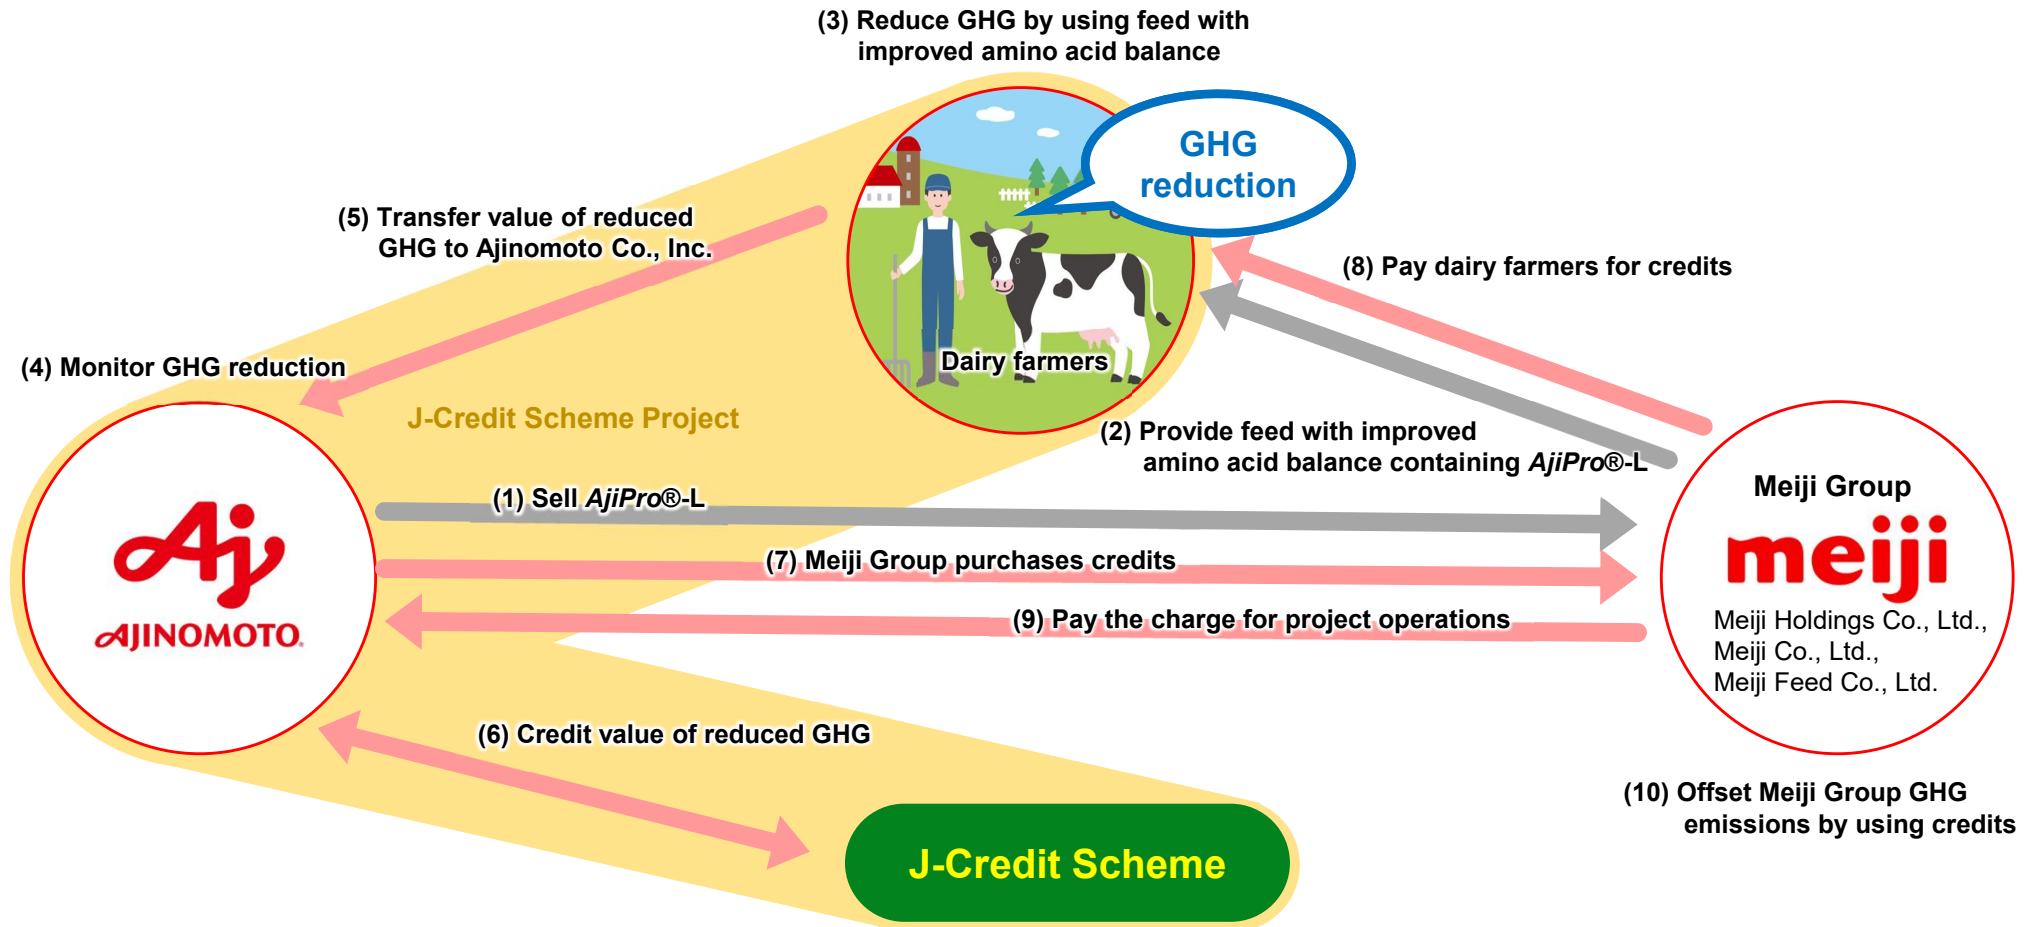 (3) Reduce GHG by using feed with
improved amino acid balance
GHG
reduction
(5) Transfer value of reduced
GHG to Ajinomoto Co., Inc.
(8) Pay dairy farmers for credits
Dairy farmers
(4) Monitor GHG reduction
J-Credit Scheme Project
(2) Provide feed with improved
amino acid balance containing AjiPro®-L
(1) Sell AjiPro®-L
Meiji Group
meiji
Meiji Holdings Co., Ltd.,
Meiji Co., Ltd.,
Meiji Feed Co., Ltd.
Aj
AJINOMOTO.
(7) Meiji Group purchases credits
(9) Pay the charge for project operations
(6) Credit value of reduced GHG
(10) Offset Meiji Group GHG
emissions by using credits
J-Credit Scheme